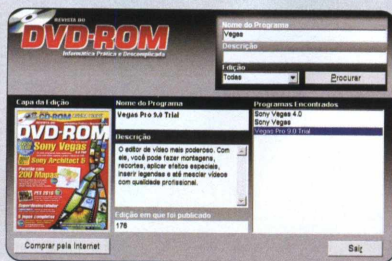 REVISTA DO
DVD-ROM
Informática Prática e Descomplicada
Nome do Programa
Vegas
Descrição
Edição
Todas
Procurar
Capa da Edição
CD-ROM
DVD-ROM
Sony Vegas
Sony Architect 5
200 Mapas
Nome do Programa
Vegas Pro 9.0 Trial
Descrição
O editor de vídeo mais poderoso. Com
ele, você pode fazer montagens,
recortes, aplicar efeitos especiais,
inserir legendas e até mesclar vídeos
com qualidade profissional.
Edição em que foi publicado
176
Programas Encontrados
Sony Vegas 4.0
Sony Vegas
Vegas Pro 9.0 Trial
Comprar pela Internet
Sair